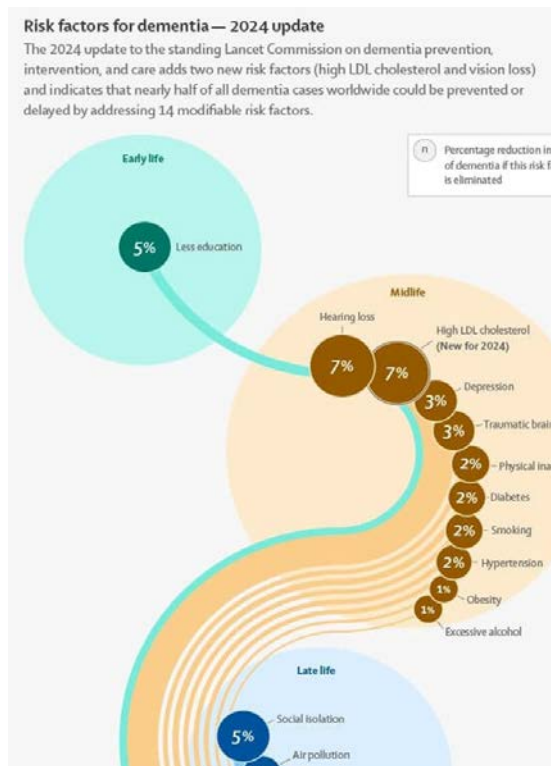 Risk factors for dementia — 2024 update
The 2024 update to the standing Lancet Commission on dementia prevention,
intervention, and care adds two new risk factors (high LDL cholesterol and vision loss)
and indicates that nearly half of all dementia cases worldwide could be prevented or
delayed by addressing 14 modifiable risk factors.
Early life
n
Percentage reduction in
of dementia if this risk f
is eliminated
5%
Less education
Midlife
Hearing loss
7%
High LDL cholesterol
(New for 2024)
7%
Depression
3%
Traumatic brain
3%
Physical ina
2%
Diabetes
2%
Smoking
2%
Hypertension
2%
Obesity
1%
Excessive alcohol
1%
Late life
Social isolation
5%
Air pollution